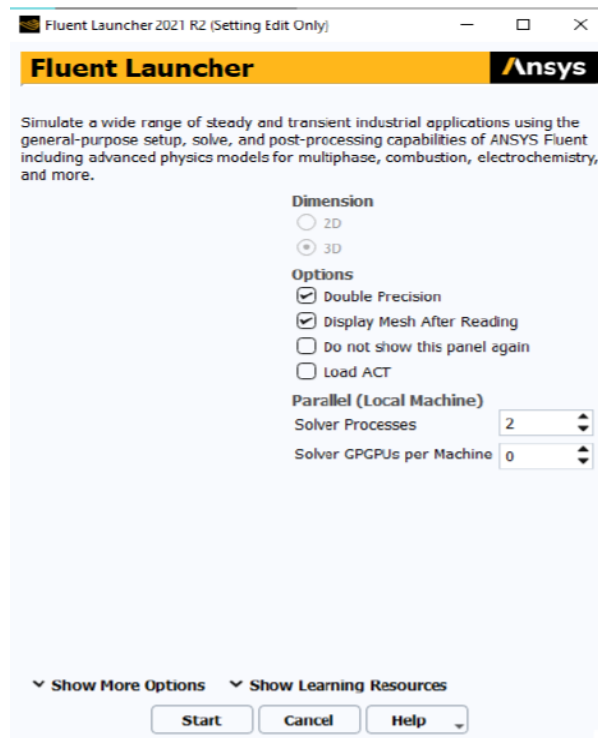 Fluent Launcher 2021 R2 (Setting Edit Only)
Fluent Launcher
Ansys
Simulate a wide range of steady and transient industrial applications using the
general-purpose setup, solve, and post-processing capabilities of ANSYS Fluent
including advanced physics models for multiphase, combustion, electrochemistry,
and more.
Dimension
2D
3D
Options
Double Precision
Display Mesh After Reading
Do not show this panel again
Load ACT
Parallel (Local Machine)
Solver Processes 2
Solver GPGPUs per Machine 0
Show More Options Show Learning Resources
Start Cancel Help